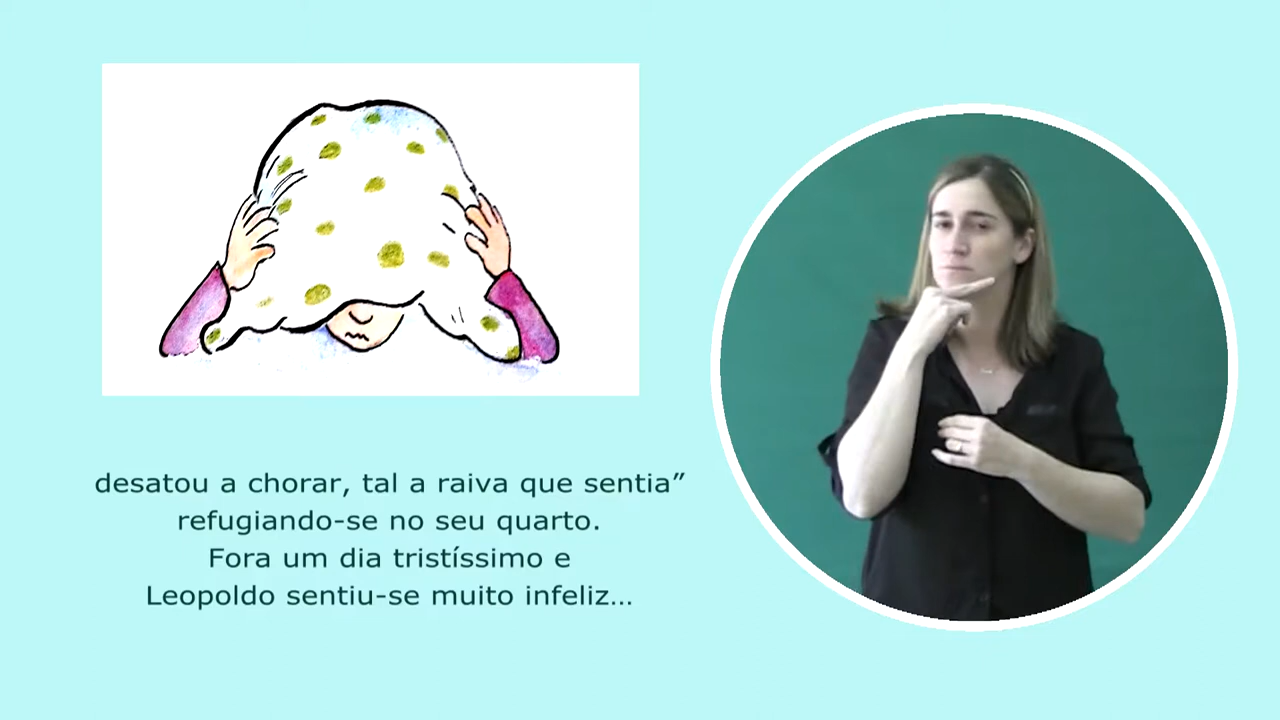 desatou a chorar, tal a raiva que sentia”
refugiando-se no seu quarto.
Fora um dia tristíssimo e
Leopoldo sentiu-se muito infeliz...